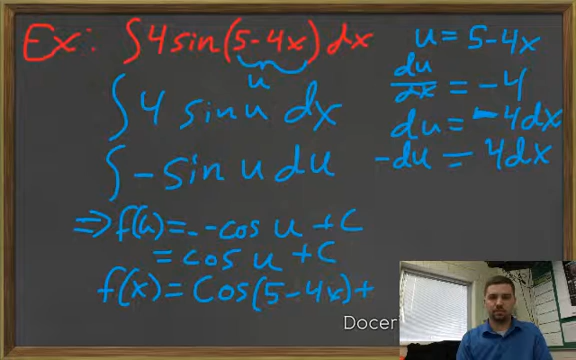 Ex: ∫4 sin(5-4x) dx
u
∫4 sin u dx
∫-sin u du
⇒ f(u) = - -cos u + C
= cos u + C
f(x) = Cos(5-4x)+
u = 5-4x
du/dx = -4
du = -4dx
-du = 4dx
Docer